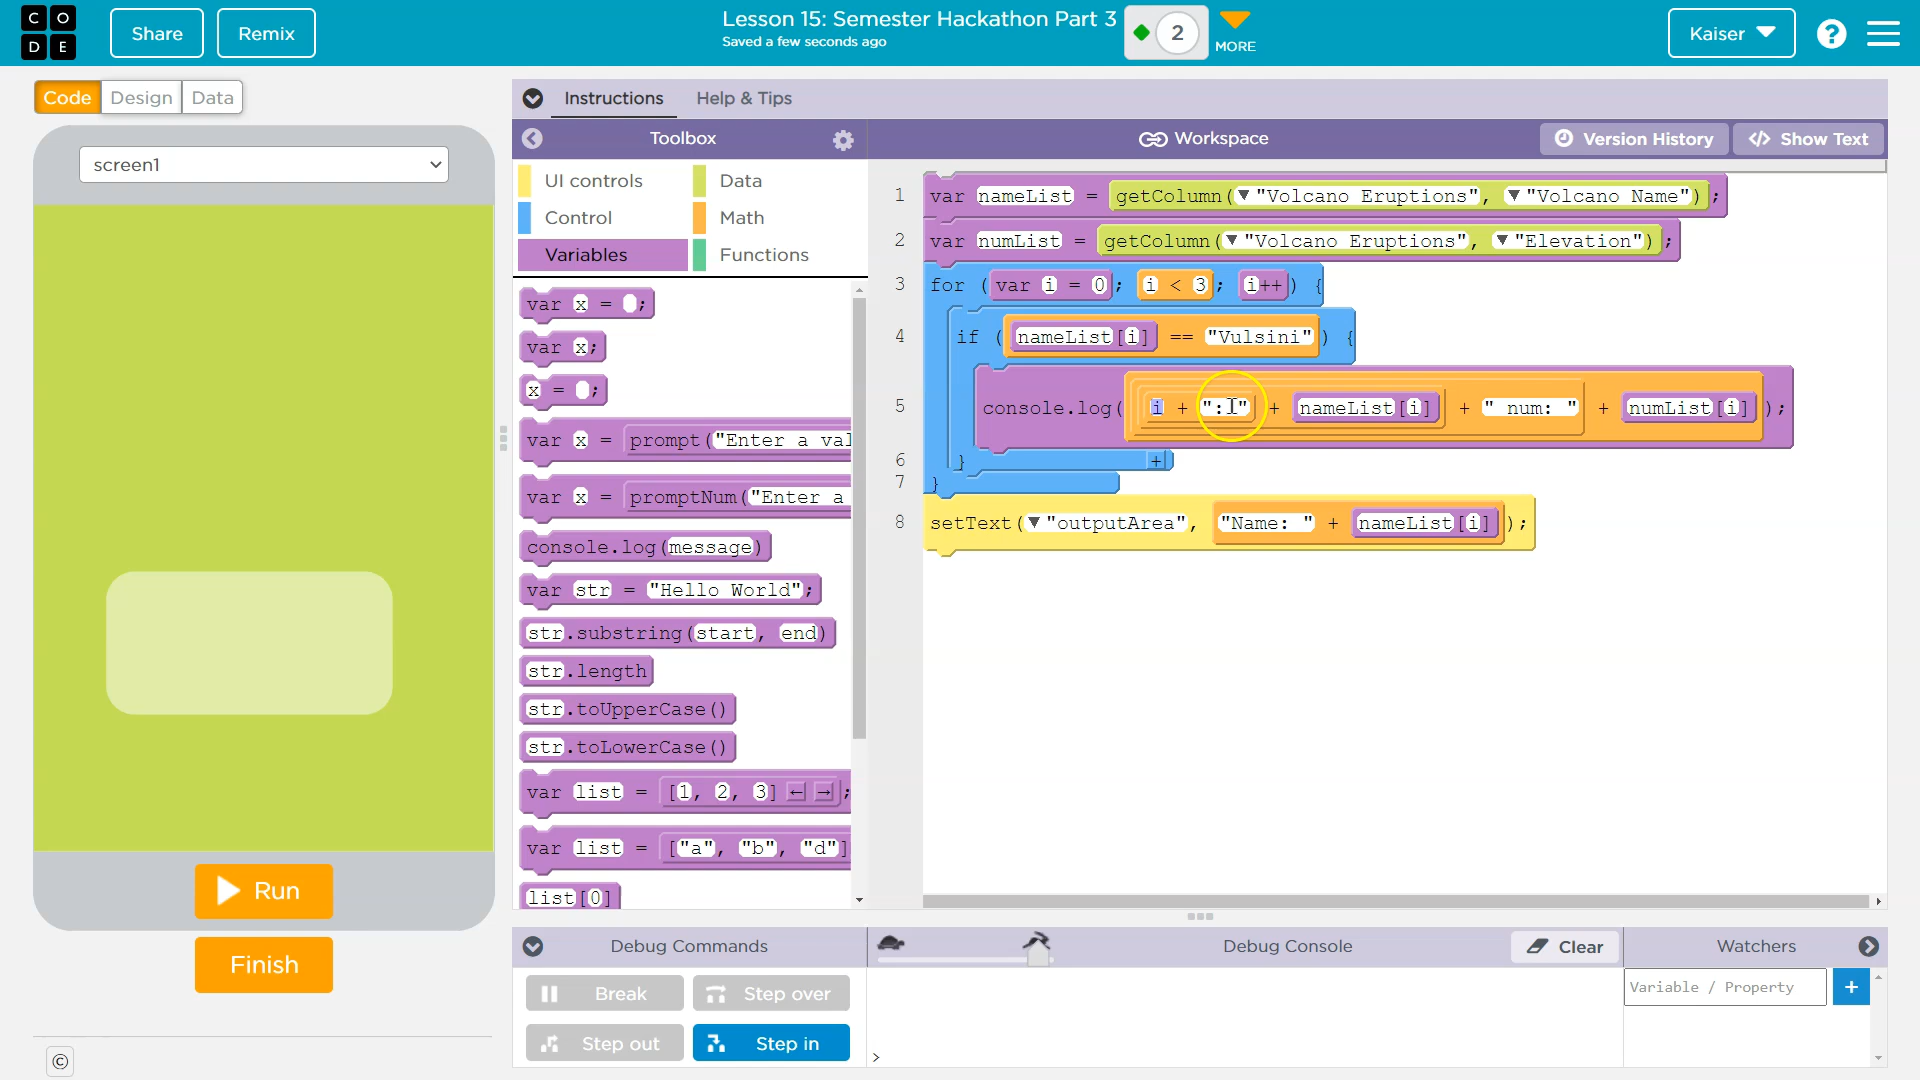 C O
D E
Share
Remix
Lesson 15: Semester Hackathon Part 3
Saved a few seconds ago
2
MORE
Kaiser
?
Code
Design
Data
Instructions
Help & Tips
screen1
Toolbox
Workspace
Version History
Show Text
UI controls
Data
Control
Math
Variables
Functions
var x = ;
var x;
x = ;
var x = prompt("Enter a val
var x = promptNum("Enter a
console.log(message)
var str = "Hello World";
str.substring(start, end)
str.length
str.toUpperCase()
str.toLowerCase()
var list = [1, 2, 3] ← → ;
var list = ["a", "b", "d"]
list[0]
1 var nameList = getColumn(▼"Volcano Eruptions", ▼"Volcano Name");
2 var numList = getColumn(▼"Volcano Eruptions", ▼"Elevation");
3 for (var i = 0; i < 3; i++) {
4 if (nameList[i] == "Vulsini") {
5 console.log(i + ":" + nameList[i] + " num: " + numList[i]);
6 } +
7 }
8 setText(▼"outputArea", "Name: " + nameList[i]);
Run
Finish
©
Debug Commands
Debug Console
Clear
Watchers
Break
Step over
Step out
Step in
Variable / Property
+
>